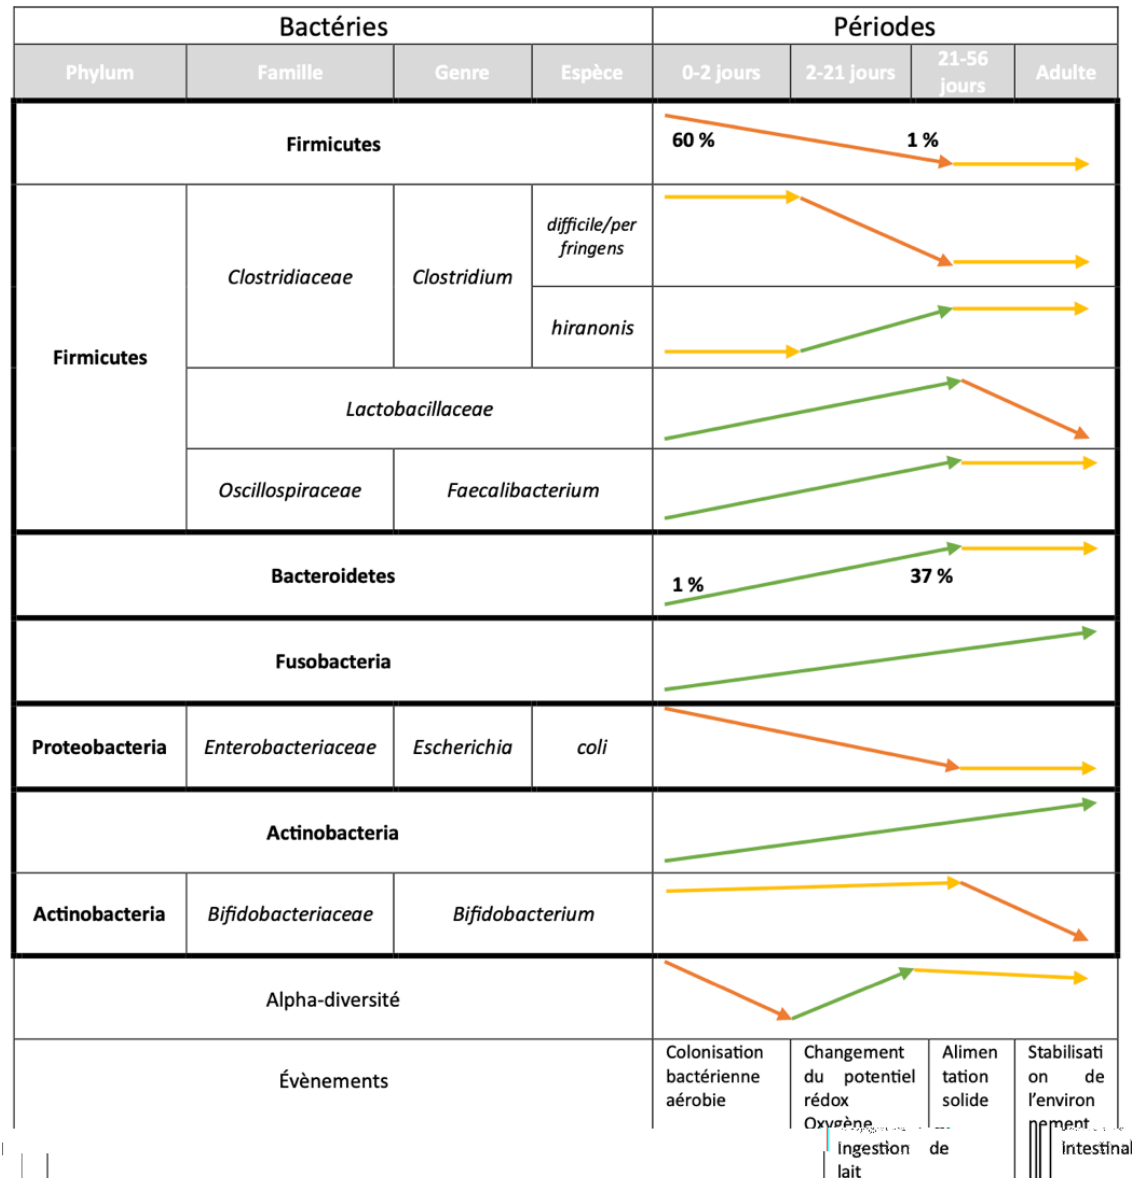 Bactéries
Périodes
Phylum
Famille
Genre
Espèce
0-2 jours
2-21 jours
21-56
jours
Adulte
Firmicutes
60 %
1 %
Firmicutes
Clostridiaceae
Clostridium
difficile/per
fringens
hiranonis
Lactobacillaceae
Oscillospiraceae
Faecalibacterium
Bacteroidetes
1 %
37 %
Fusobacteria
Proteobacteria
Enterobacteriaceae
Escherichia
coli
Actinobacteria
Actinobacteria
Bifidobacteriaceae
Bifidobacterium
Alpha-diversité
Évènements
Colonisation
bactérienne
aérobie
Changement
du potentiel
rédox
Oxygène
Ingestion de
lait
Alimen
tation
solide
Stabilisati
on de
l'environ
nement
intestinal